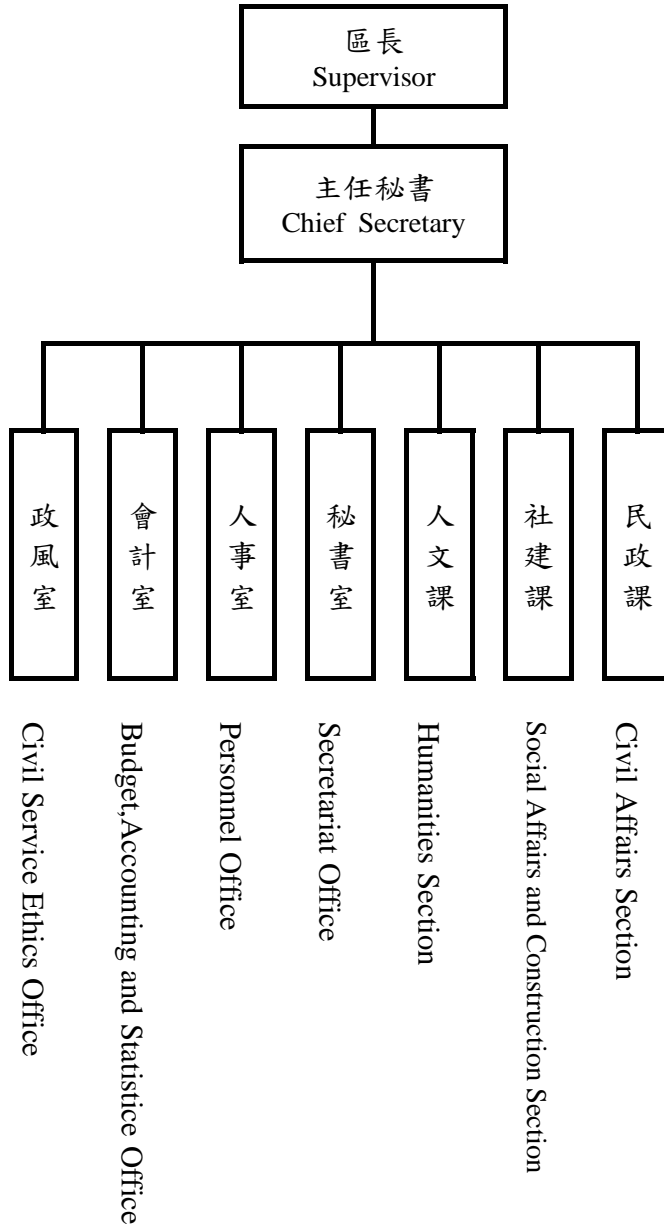 區長
Supervisor
主任秘書
Chief Secretary
政風室
會計室
人事室
秘書室
人文課
社建課
民政課
Civil Service Ethics Office
Budget,Accounting and Statistice Office
Personnel Office
Secretariat Office
Humanities Section
Social Affairs and Construction Section
Civil Affairs Section